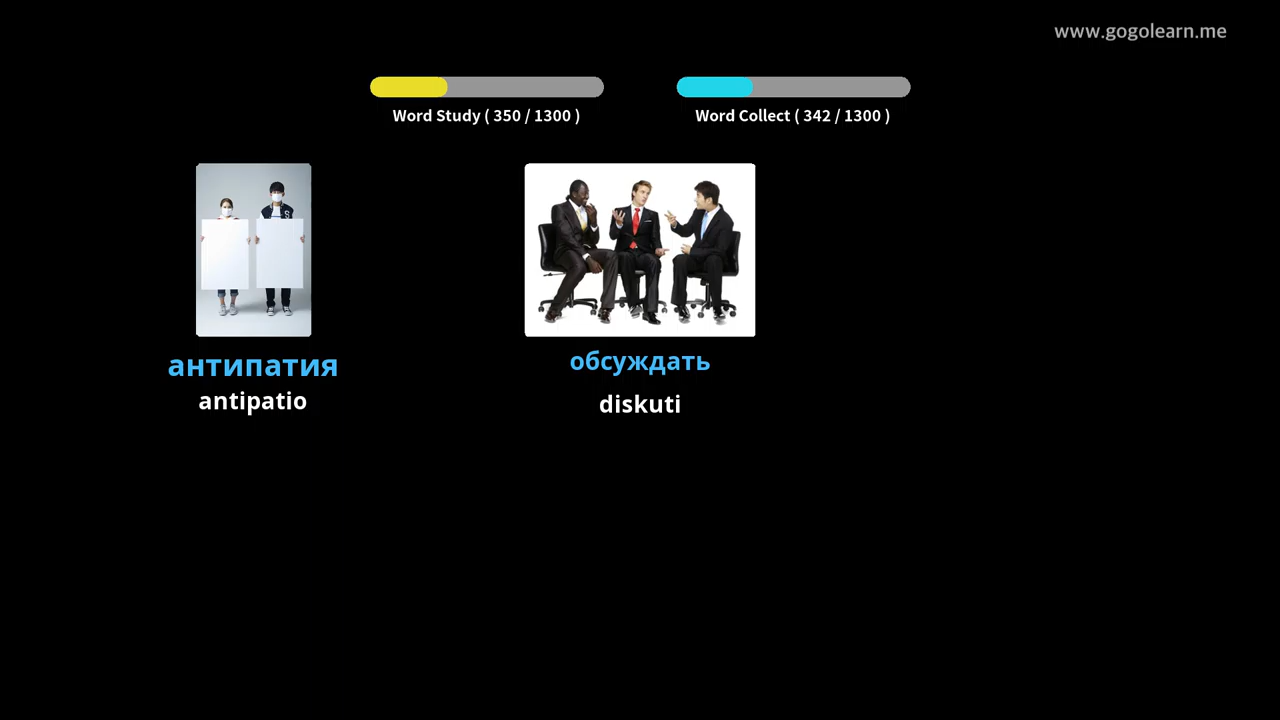 www.gogolearn.me
Word Study ( 350 / 1300 )
Word Collect ( 342 / 1300 )
антипатия
antipatio
обсуждать
diskuti